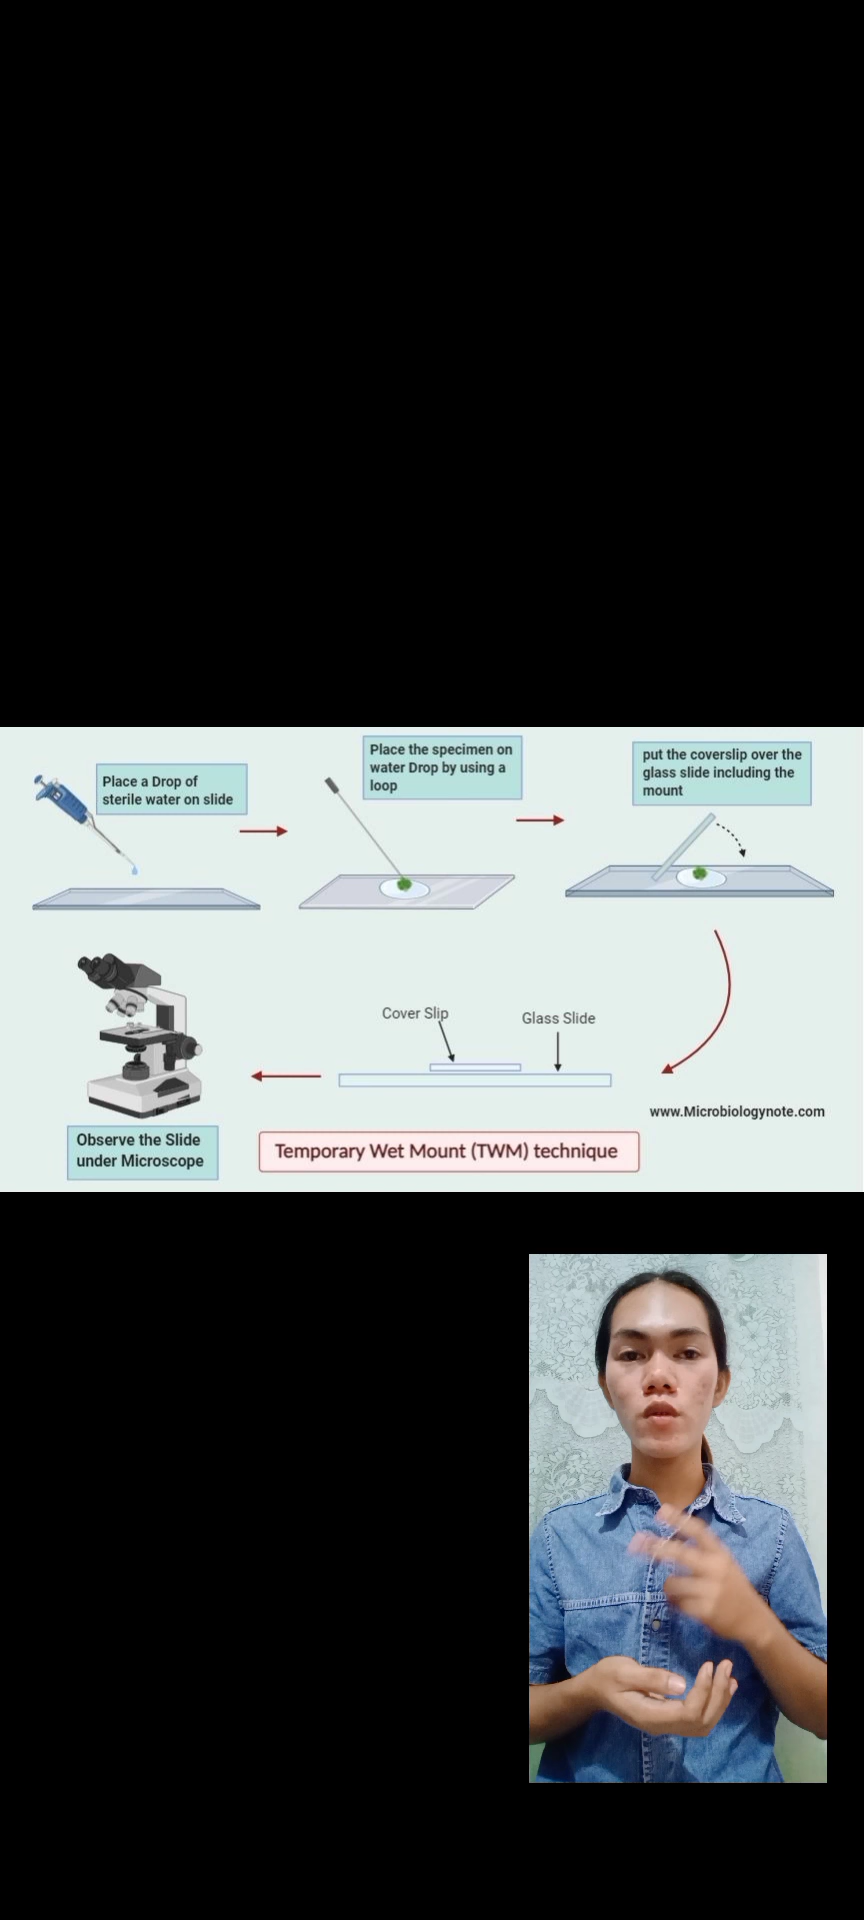 Place a Drop of
sterile water on slide
Place the specimen on
water Drop by using a
loop
put the coverslip over the
glass slide including the
mount
Cover Slip
Glass Slide
www.Microbiologynote.com
Observe the Slide
under Microscope
Temporary Wet Mount (TWM) technique